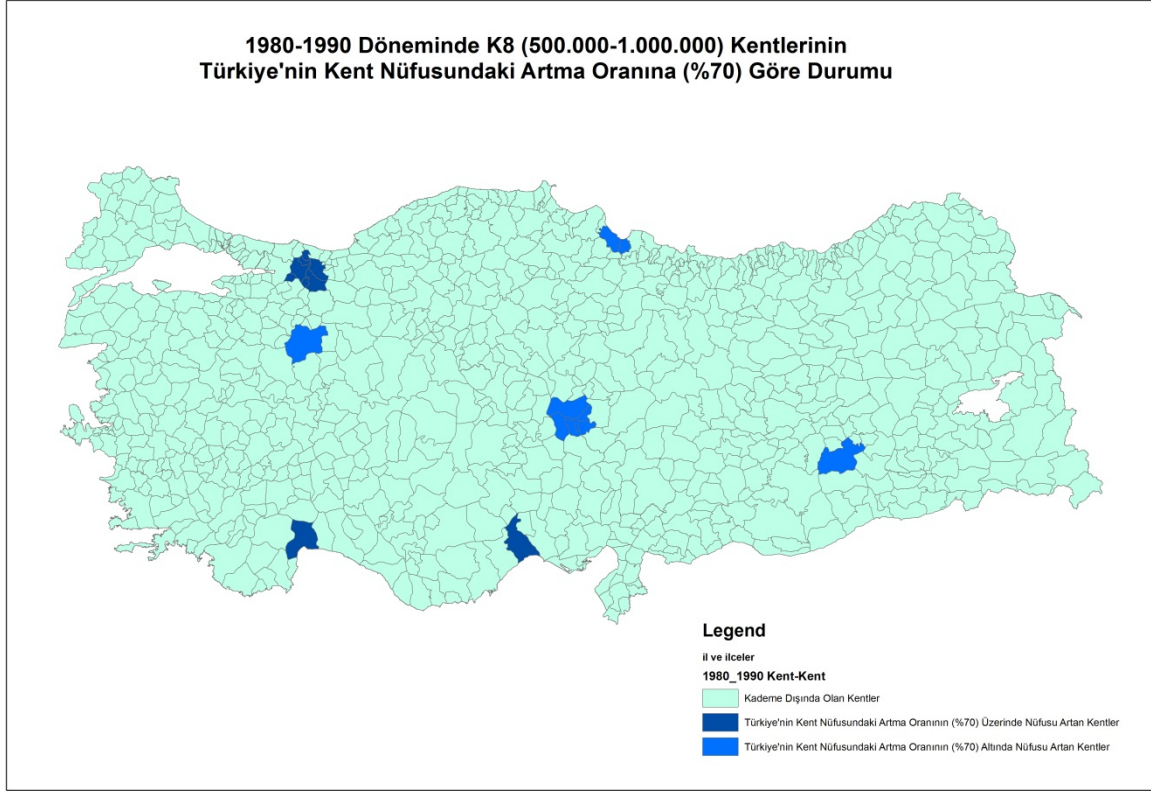 1980-1990 Döneminde K8 (500.000-1.000.000) Kentlerinin
Türkiye'nin Kent Nüfusundaki Artma Oranına (%70) Göre Durumu
Legend
il ve ilceler
1980_1990 Kent-Kent
Kademe Dışında Olan Kentler
Türkiye'nin Kent Nüfusundaki Artma Oranının (%70) Üzerinde Nüfusu Artan Kentler
Türkiye'nin Kent Nüfusundaki Artma Oranının (%70) Altında Nüfusu Artan Kentler